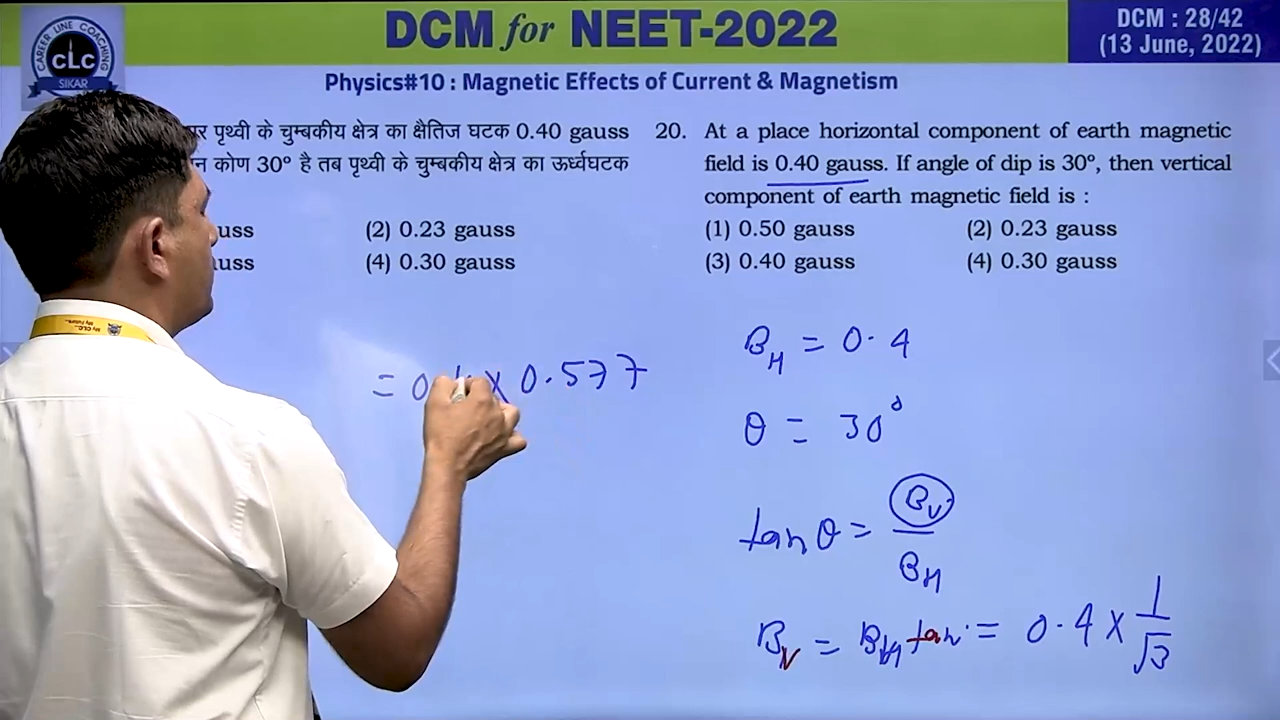 DCM for NEET-2022
DCM : 28/42
(13 June, 2022)
CAREER LINE COACHING
CLC
SIKAR
Physics#10 : Magnetic Effects of Current & Magnetism
पर पृथ्वी के चुम्बकीय क्षेत्र का क्षैतिज घटक 0.40 gauss
कोण 30° है तब पृथ्वी के चुम्बकीय क्षेत्र का ऊर्ध्वघटक
(2) 0.23 gauss
(4) 0.30 gauss
20. At a place horizontal component of earth magnetic
field is 0.40 gauss. If angle of dip is 30°, then vertical
component of earth magnetic field is :
(1) 0.50 gauss (2) 0.23 gauss
(3) 0.40 gauss (4) 0.30 gauss
B_H = 0.4
θ = 30°
tan θ = B_V / B_H
B_V = B_H tan = 0.4 × 1/√3
× 0.577